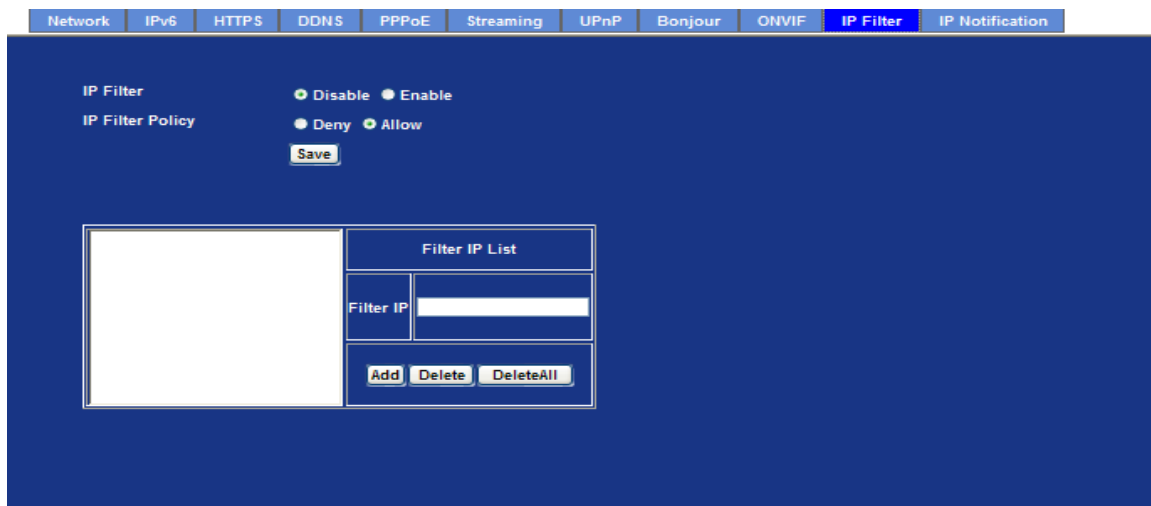 Network IPv6 HTTPS DDNS PPPoE Streaming UPnP Bonjour ONVIF IP Filter IP Notification
IP Filter Disable Enable
IP Filter Policy Deny Allow
Save
Filter IP List
Filter IP
Add Delete DeleteAll